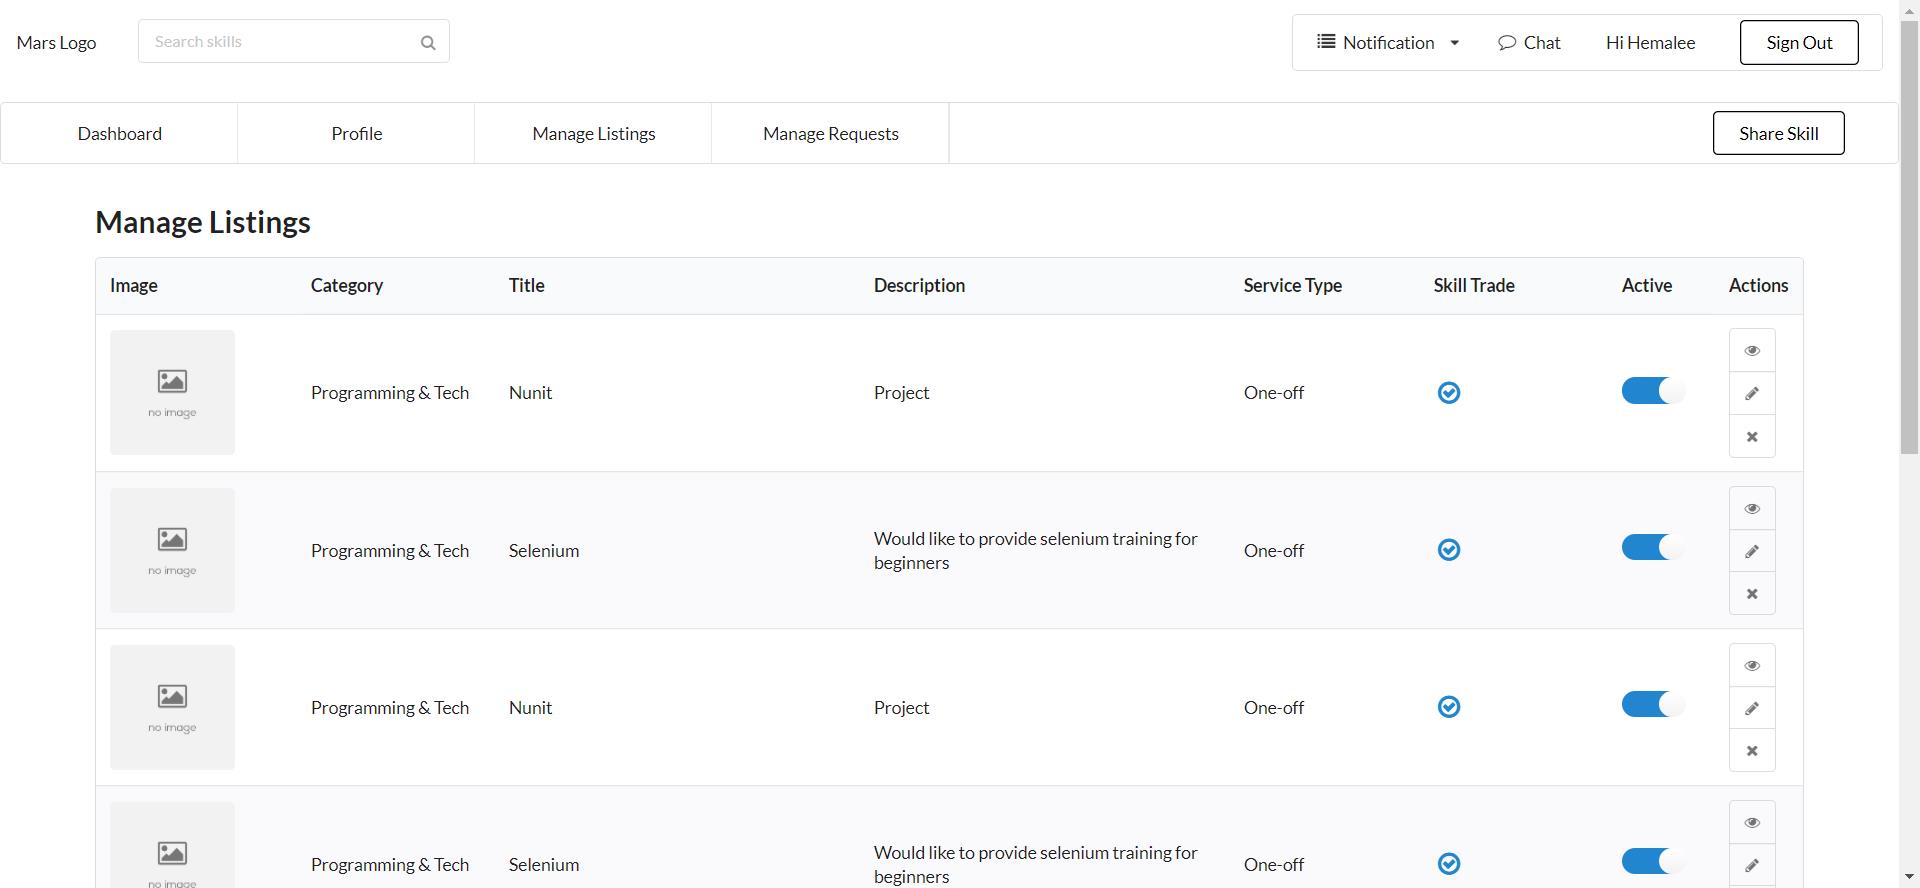 Mars Logo
Search skills
Notification
Chat
Hi Hemalee
Sign Out
Dashboard
Profile
Manage Listings
Manage Requests
Share Skill
Manage Listings
Image Category Title Description Service Type Skill Trade Active Actions
no image
Programming & Tech
Nunit
Project
One-off
no image
Programming & Tech
Selenium
Would like to provide selenium training for
beginners
One-off
no image
Programming & Tech
Nunit
Project
One-off
no image
Programming & Tech
Selenium
Would like to provide selenium training for
beginners
One-off